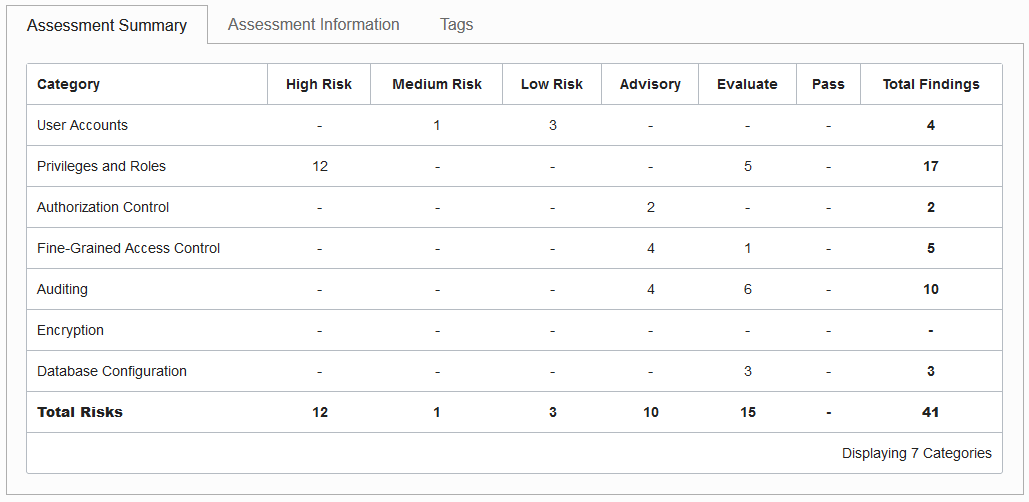 Assessment Summary Assessment Information Tags
Category High Risk Medium Risk Low Risk Advisory Evaluate Pass Total Findings
User Accounts - 1 3 - - - 4
Privileges and Roles 12 - - - 5 - 17
Authorization Control - - - 2 - - 2
Fine-Grained Access Control - - - 4 1 - 5
Auditing - - - 4 6 - 10
Encryption - - - - - - -
Database Configuration - - - - 3 - 3
Total Risks 12 1 3 10 15 - 41
Displaying 7 Categories